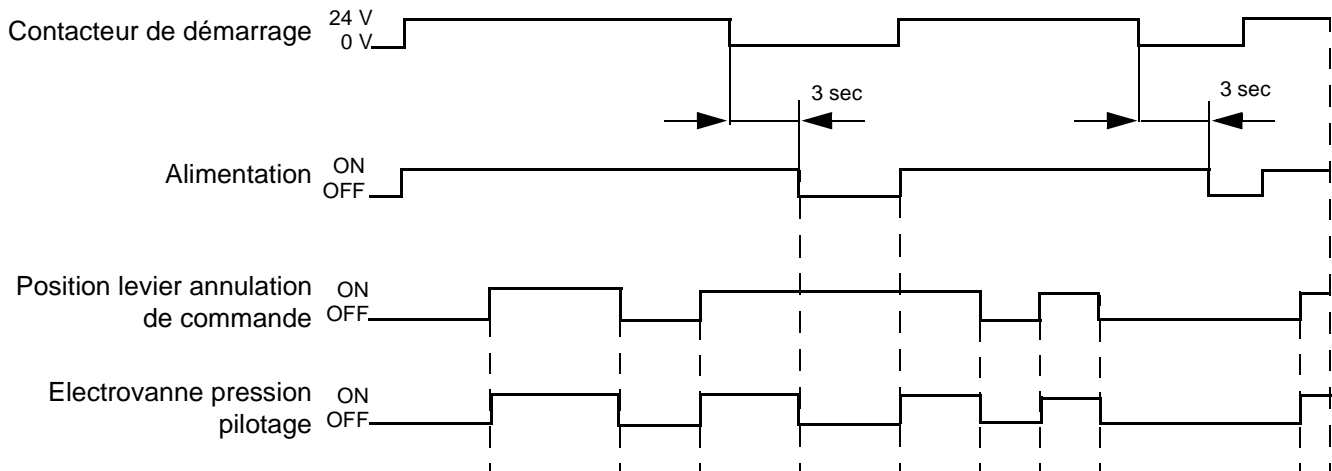 Contacteur de démarrage
24 V
0 V
3 sec
3 sec
Alimentation
ON
OFF
Position levier annulation
de commande
ON
OFF
Electrovanne pression
pilotage
ON
OFF